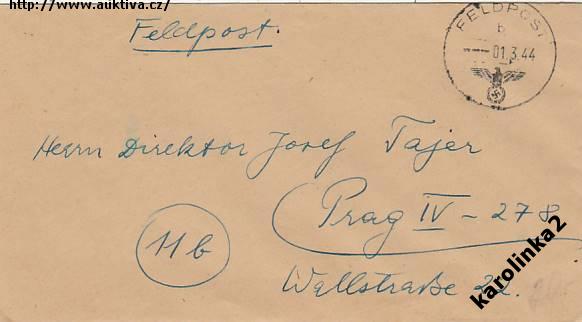 http://www.auktiva.cz/
Feldpost.
FELDPOST
b
01.3.44
Herrn Direktor Josef Tajer
Prag IV – 278
11b
Wallstraße 22.
karolinka2